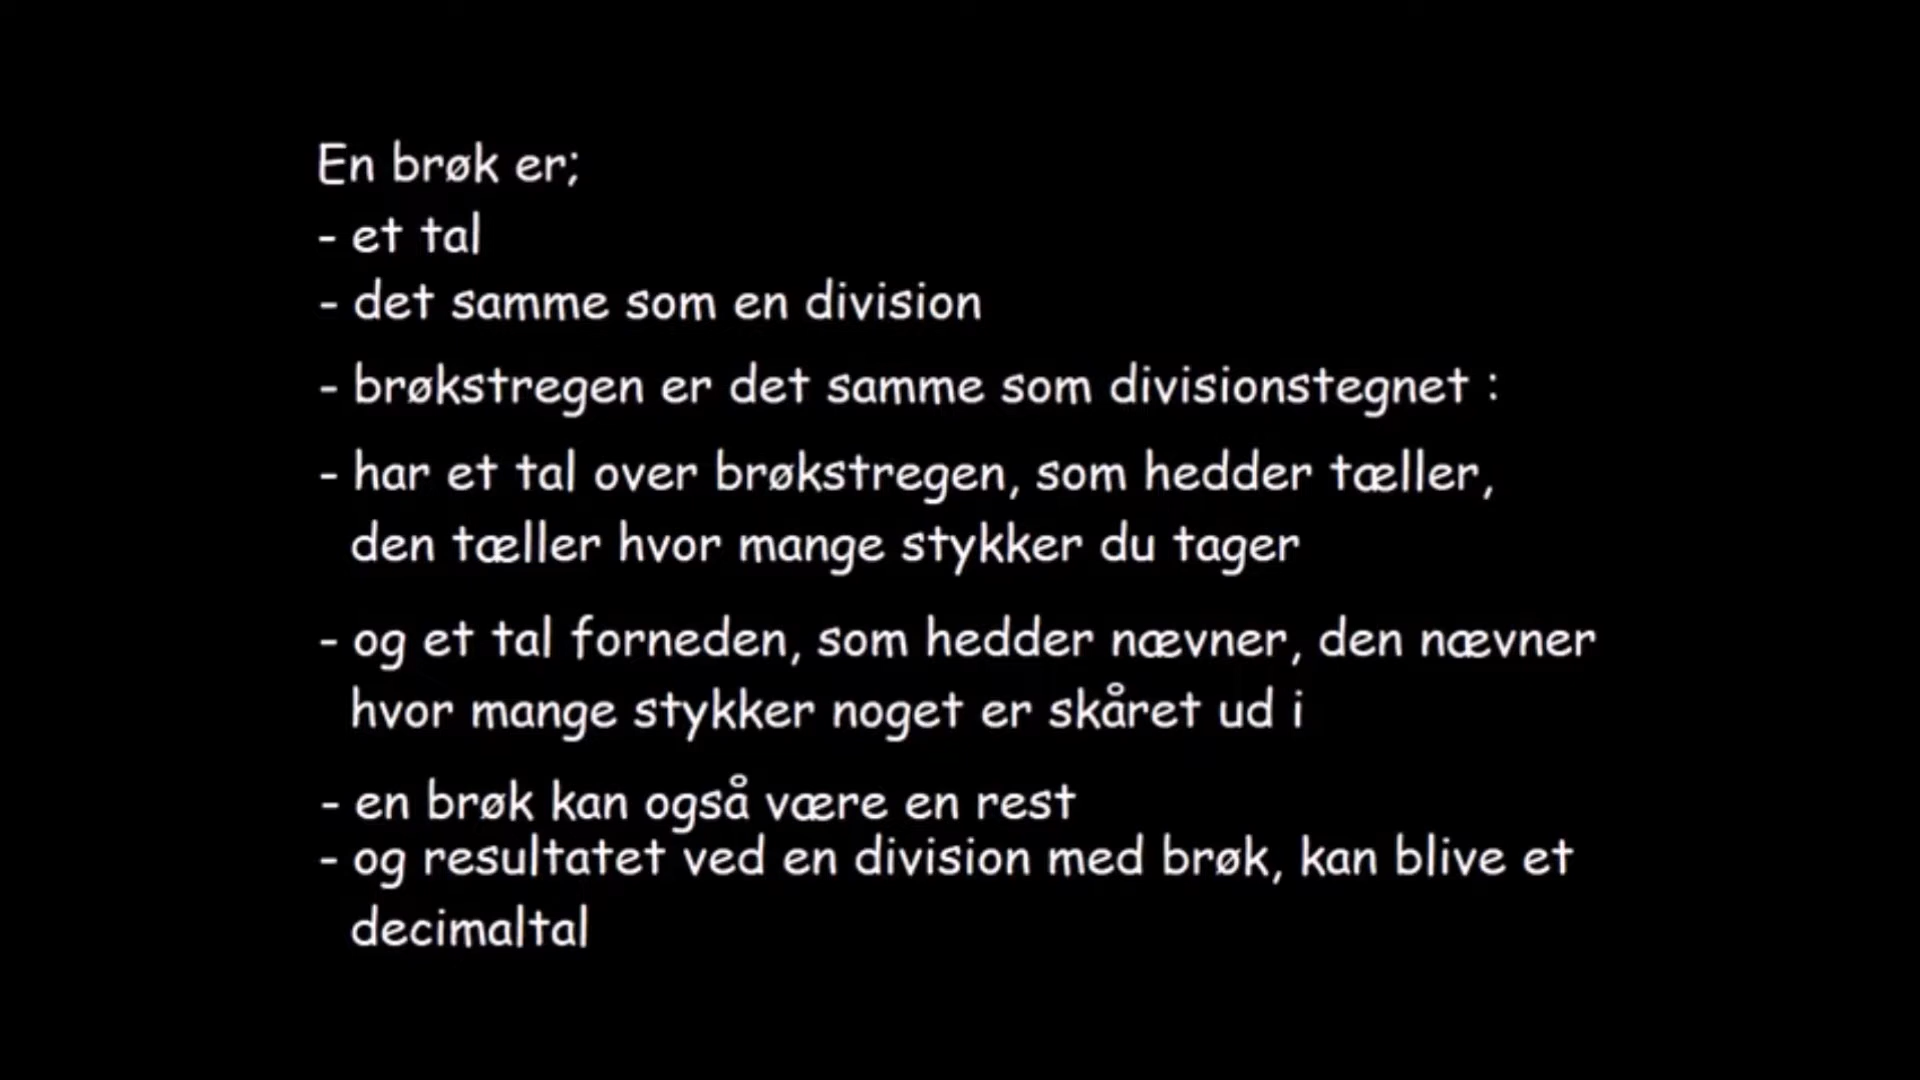 En brøk er;
- et tal
- det samme som en division
- brøkstregen er det samme som divisionstegnet :
- har et tal over brøkstregen, som hedder tæller,
den tæller hvor mange stykker du tager
- og et tal forneden, som hedder nævner, den nævner
hvor mange stykker noget er skåret ud i
- en brøk kan også være en rest
- og resultatet ved en division med brøk, kan blive et
decimaltal